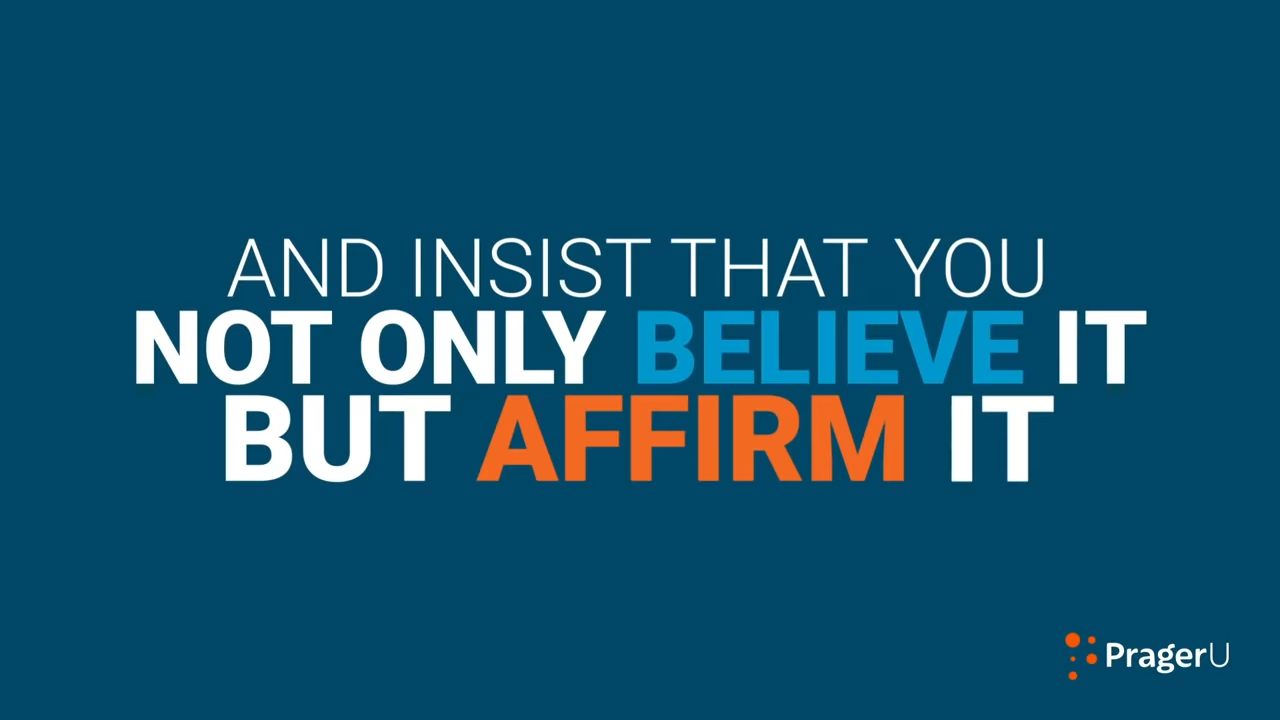 AND INSIST THAT YOU
NOT ONLY BELIEVE IT
BUT AFFIRM IT
PragerU